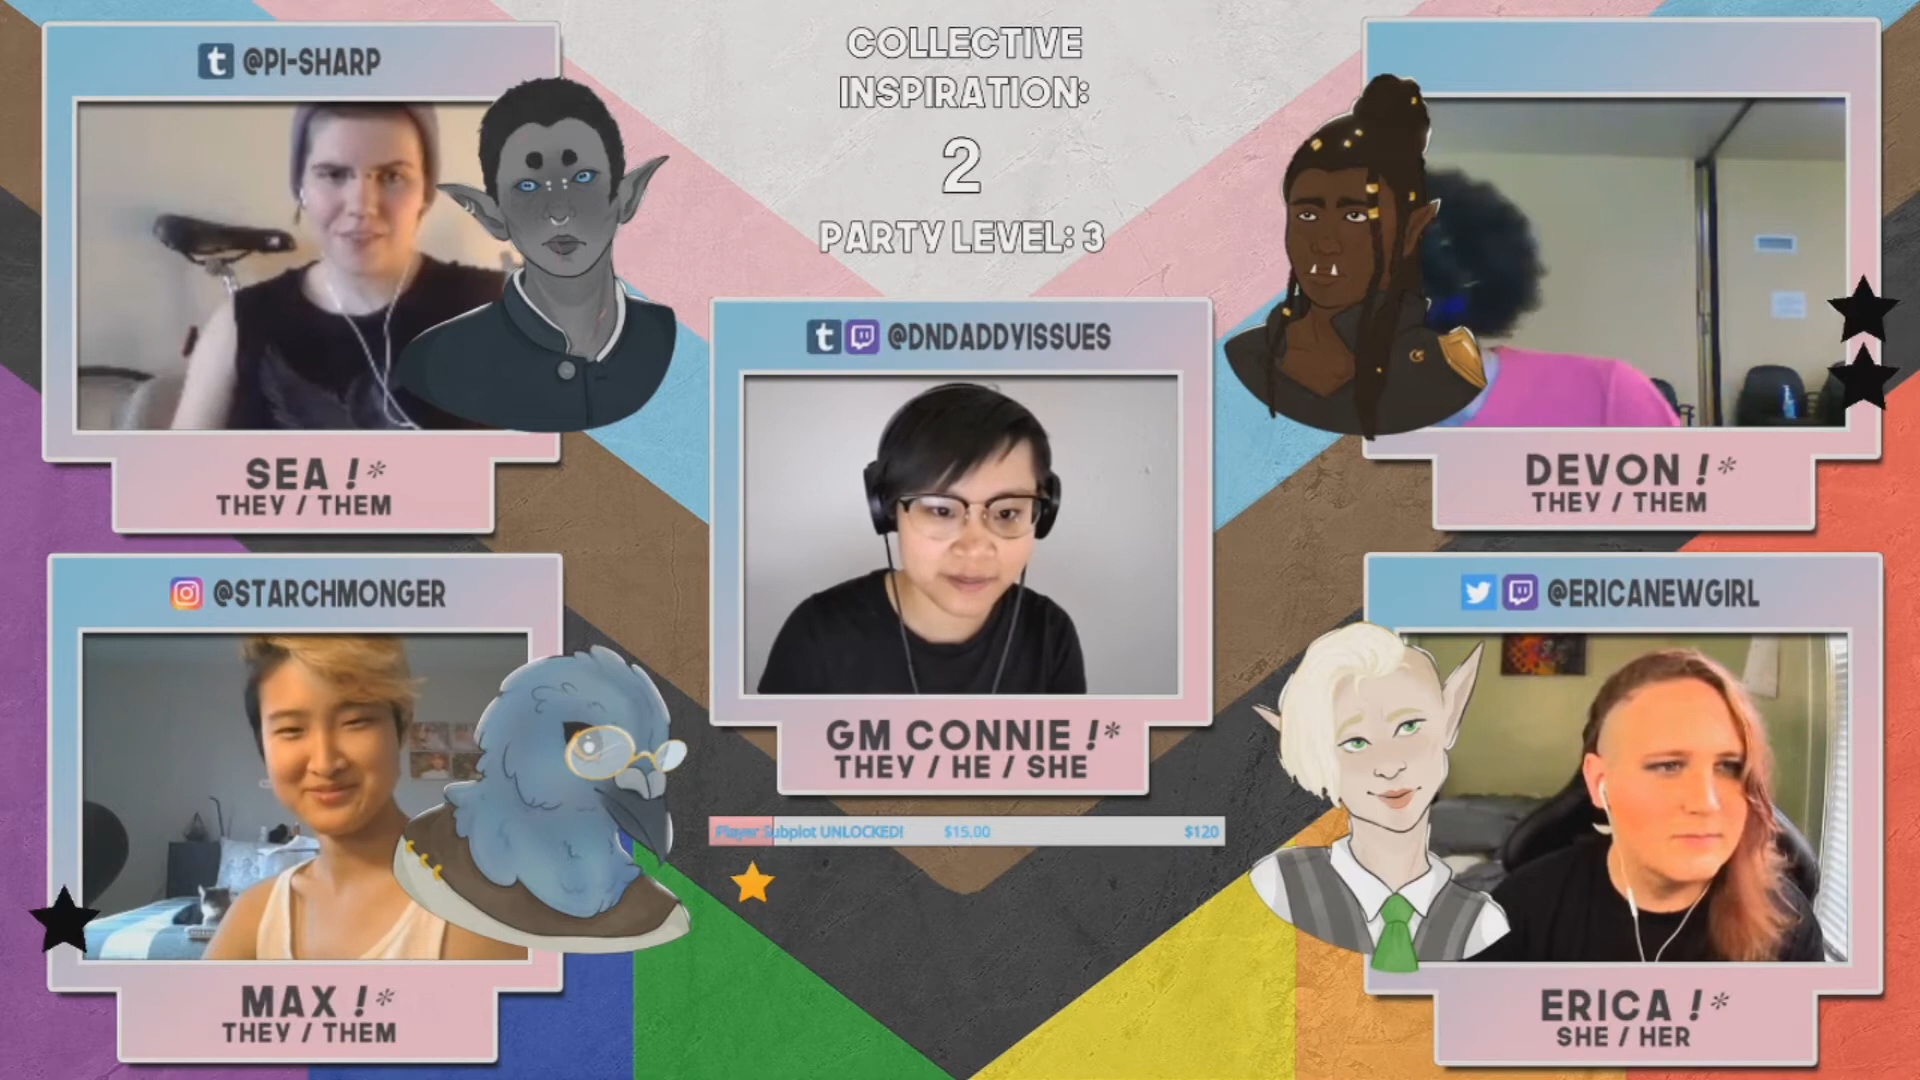 @PI-SHARP
SEA !*
THEY / THEM
COLLECTIVE
INSPIRATION:
2
PARTY LEVEL: 3
DEVON !*
THEY / THEM
@DNDADDYISSUES
GM CONNIE !*
THEY / HE / SHE
Player Subplot UNLOCKED! $15.00 $120
@STARCHMONGER
MAX !*
THEY / THEM
@ERICANEWGIRL
ERICA !*
SHE / HER